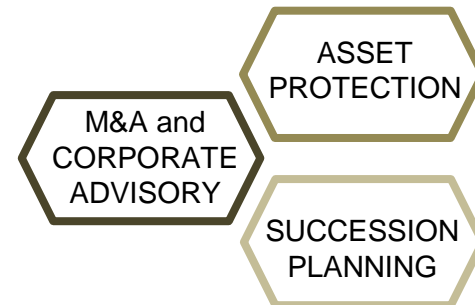 ASSET
PROTECTION
M&A and
CORPORATE
ADVISORY
SUCCESSION
PLANNING